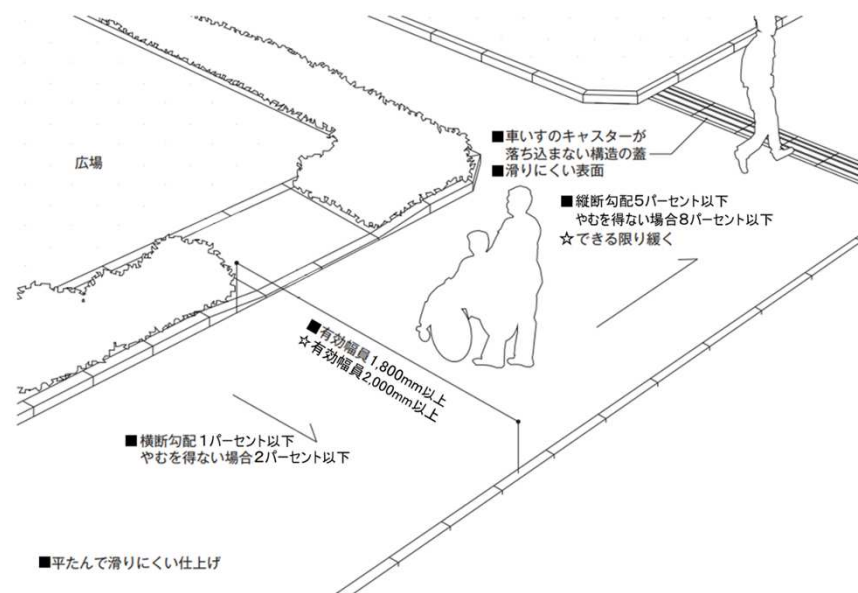 広場
■車いすのキャスターが
落ち込まない構造の蓋
■滑りにくい表面
■縦断勾配5パーセント以下
やむを得ない場合8パーセント以下
☆できる限り緩く
■有効幅員1,800mm以上
☆有効幅員2,000mm以上
■横断勾配1パーセント以下
やむを得ない場合2パーセント以下
■平たんで滑りにくい仕上げ